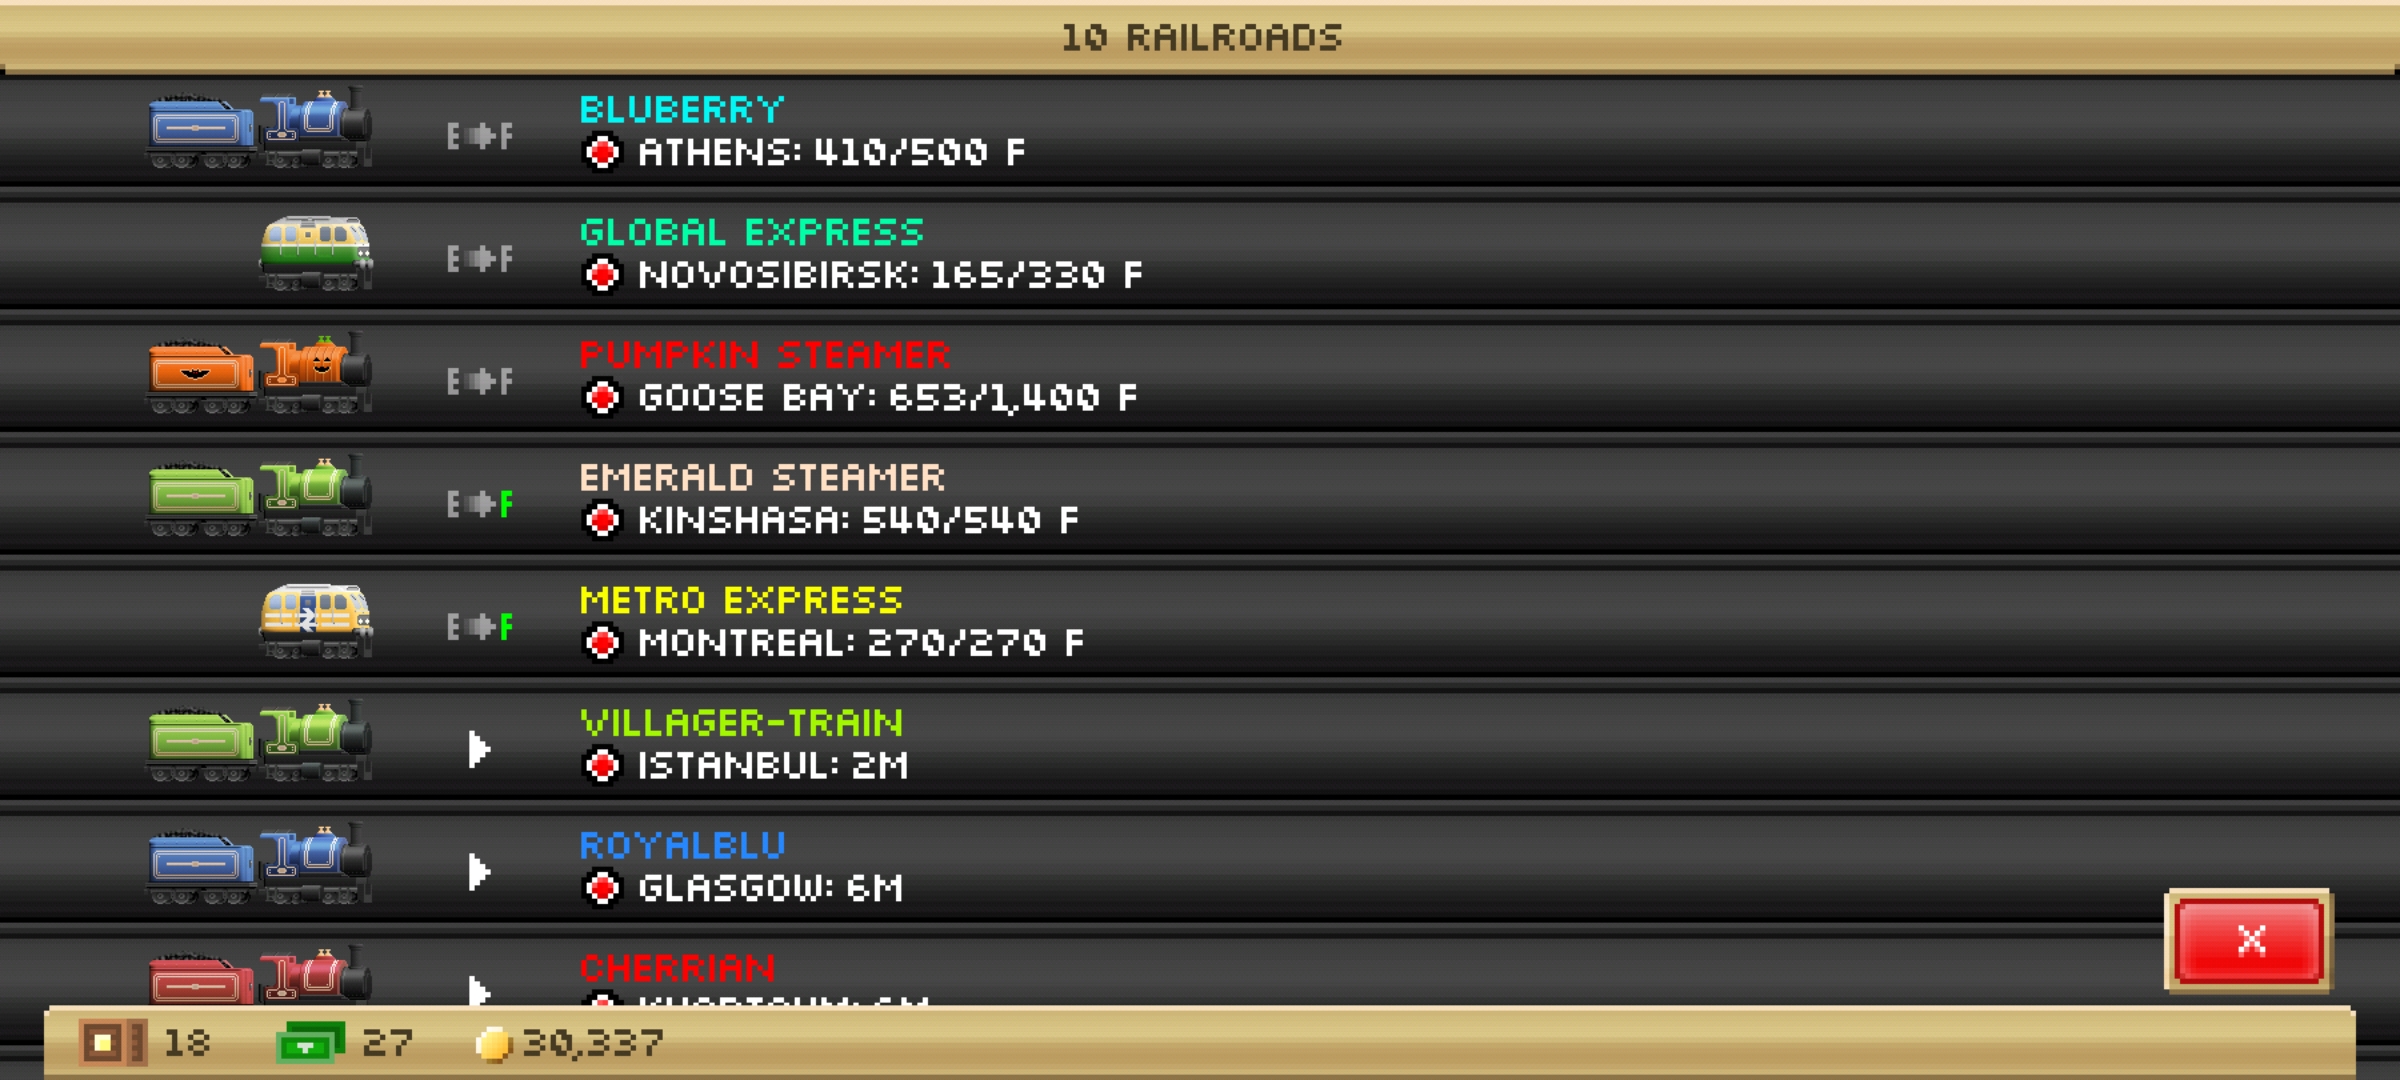 10 RAILROADS
BLUBERRY
E F ATHENS: 410/500 F
GLOBAL EXPRESS
E F NOVOSIBIRSK: 165/330 F
PUMPKIN STEAMER
E F GOOSE BAY: 653/1,400 F
EMERALD STEAMER
E F KINSHASA: 540/540 F
METRO EXPRESS
E F MONTREAL: 270/270 F
VILLAGER-TRAIN
ISTANBUL: 2M
ROYALBLU
GLASGOW: 6M
X
CHERRIAN
18 27 30,337